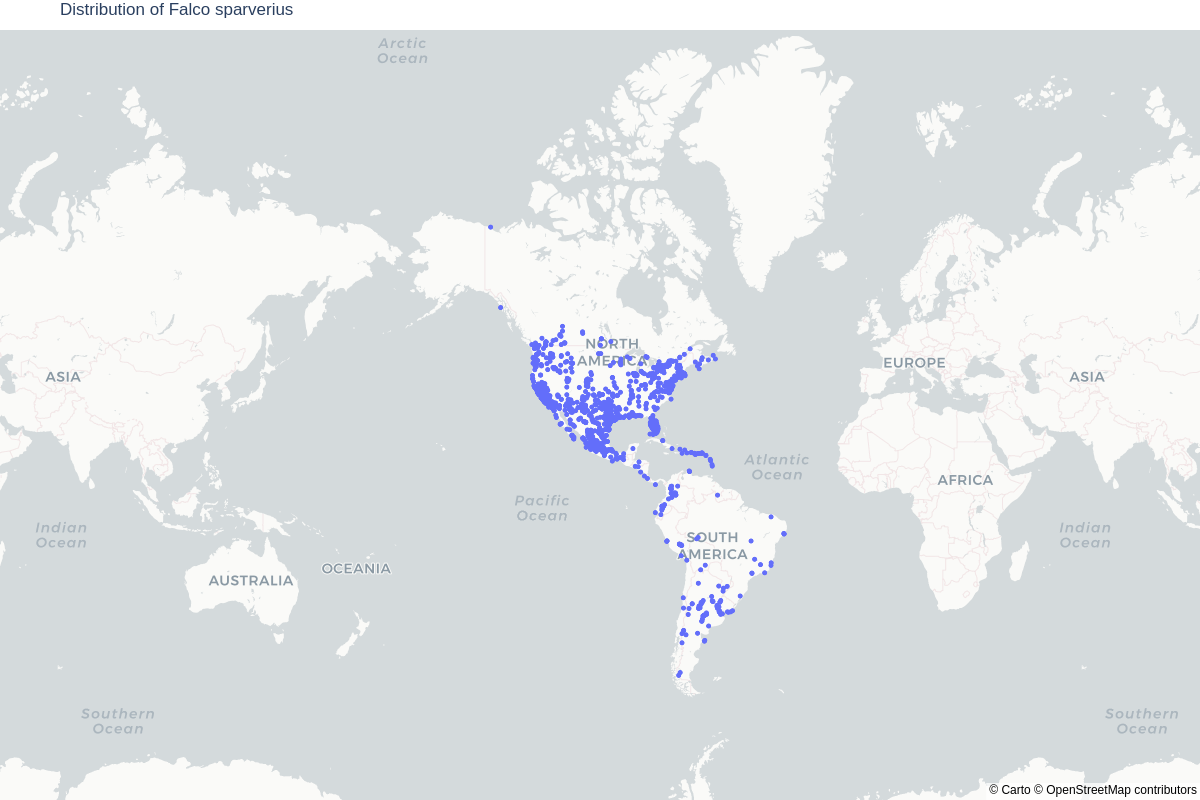 Distribution of Falco sparverius
Arctic
Ocean
NORTH
AMERICA
EUROPE
ASIA
ASIA
Atlantic
Ocean
AFRICA
Pacific
Ocean
Indian
Ocean
Indian
Ocean
SOUTH
AMERICA
OCEANIA
AUSTRALIA
Southern
Ocean
Southern
Ocean
© Carto © OpenStreetMap contributors